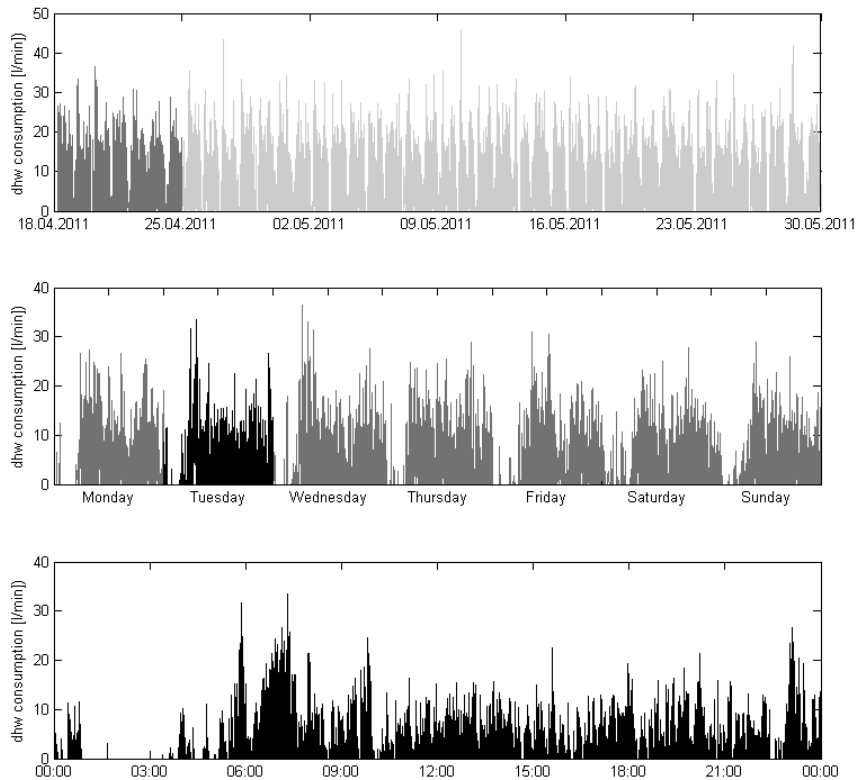 dhw consumption [l/min])
50
40
30
20
10
0
18.04.2011 25.04.2011 02.05.2011 09.05.2011 16.05.2011 23.05.2011 30.05.2011
dhw consumption [l/min])
40
30
20
10
0
Monday Tuesday Wednesday Thursday Friday Saturday Sunday
dhw consumption [l/min])
40
30
20
10
0
00:00 03:00 06:00 09:00 12:00 15:00 18:00 21:00 00:00